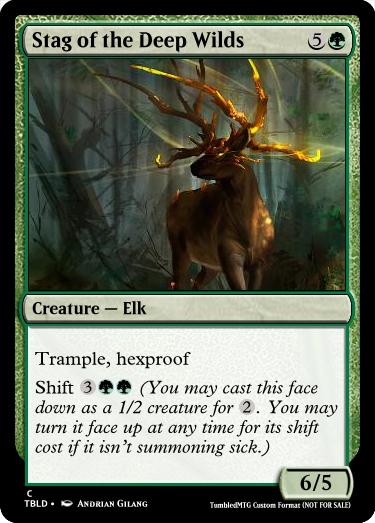 Stag of the Deep Wilds 5
Creature — Elk
Trample, hexproof
Shift 3 (You may cast this face
down as a 1/2 creature for 2. You may
turn it face up at any time for its shift
cost if it isn't summoning sick.)
6/5
C
TBLD • Andrian Gilang
TumbledMTG Custom Format (NOT FOR SALE)